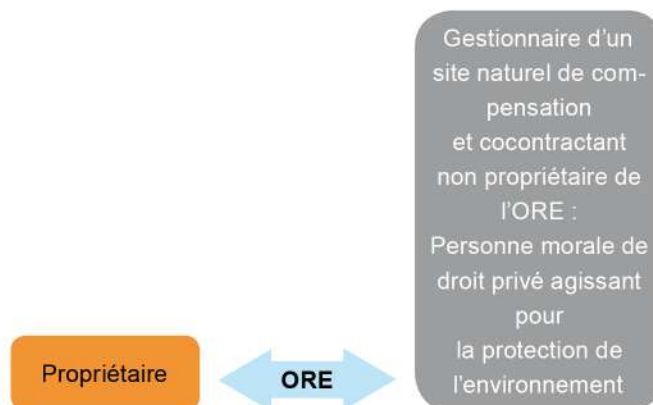 Gestionnaire d'un
site naturel de com-
pensation
et cocontractant
non propriétaire de
l'ORE :
Personne morale de
droit privé agissant
pour
la protection de
l'environnement
Propriétaire
ORE